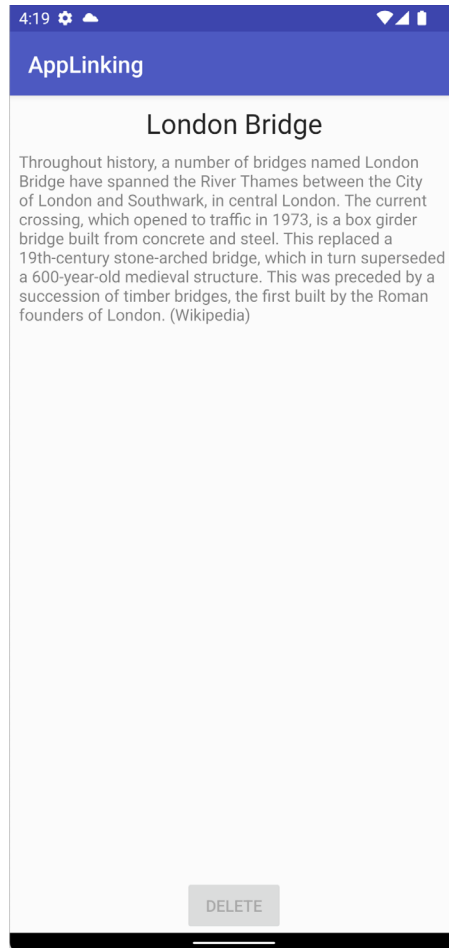 4:19
AppLinking
London Bridge
Throughout history, a number of bridges named London
Bridge have spanned the River Thames between the City
of London and Southwark, in central London. The current
crossing, which opened to traffic in 1973, is a box girder
bridge built from concrete and steel. This replaced a
19th-century stone-arched bridge, which in turn superseded
a 600-year-old medieval structure. This was preceded by a
succession of timber bridges, the first built by the Roman
founders of London. (Wikipedia)
DELETE